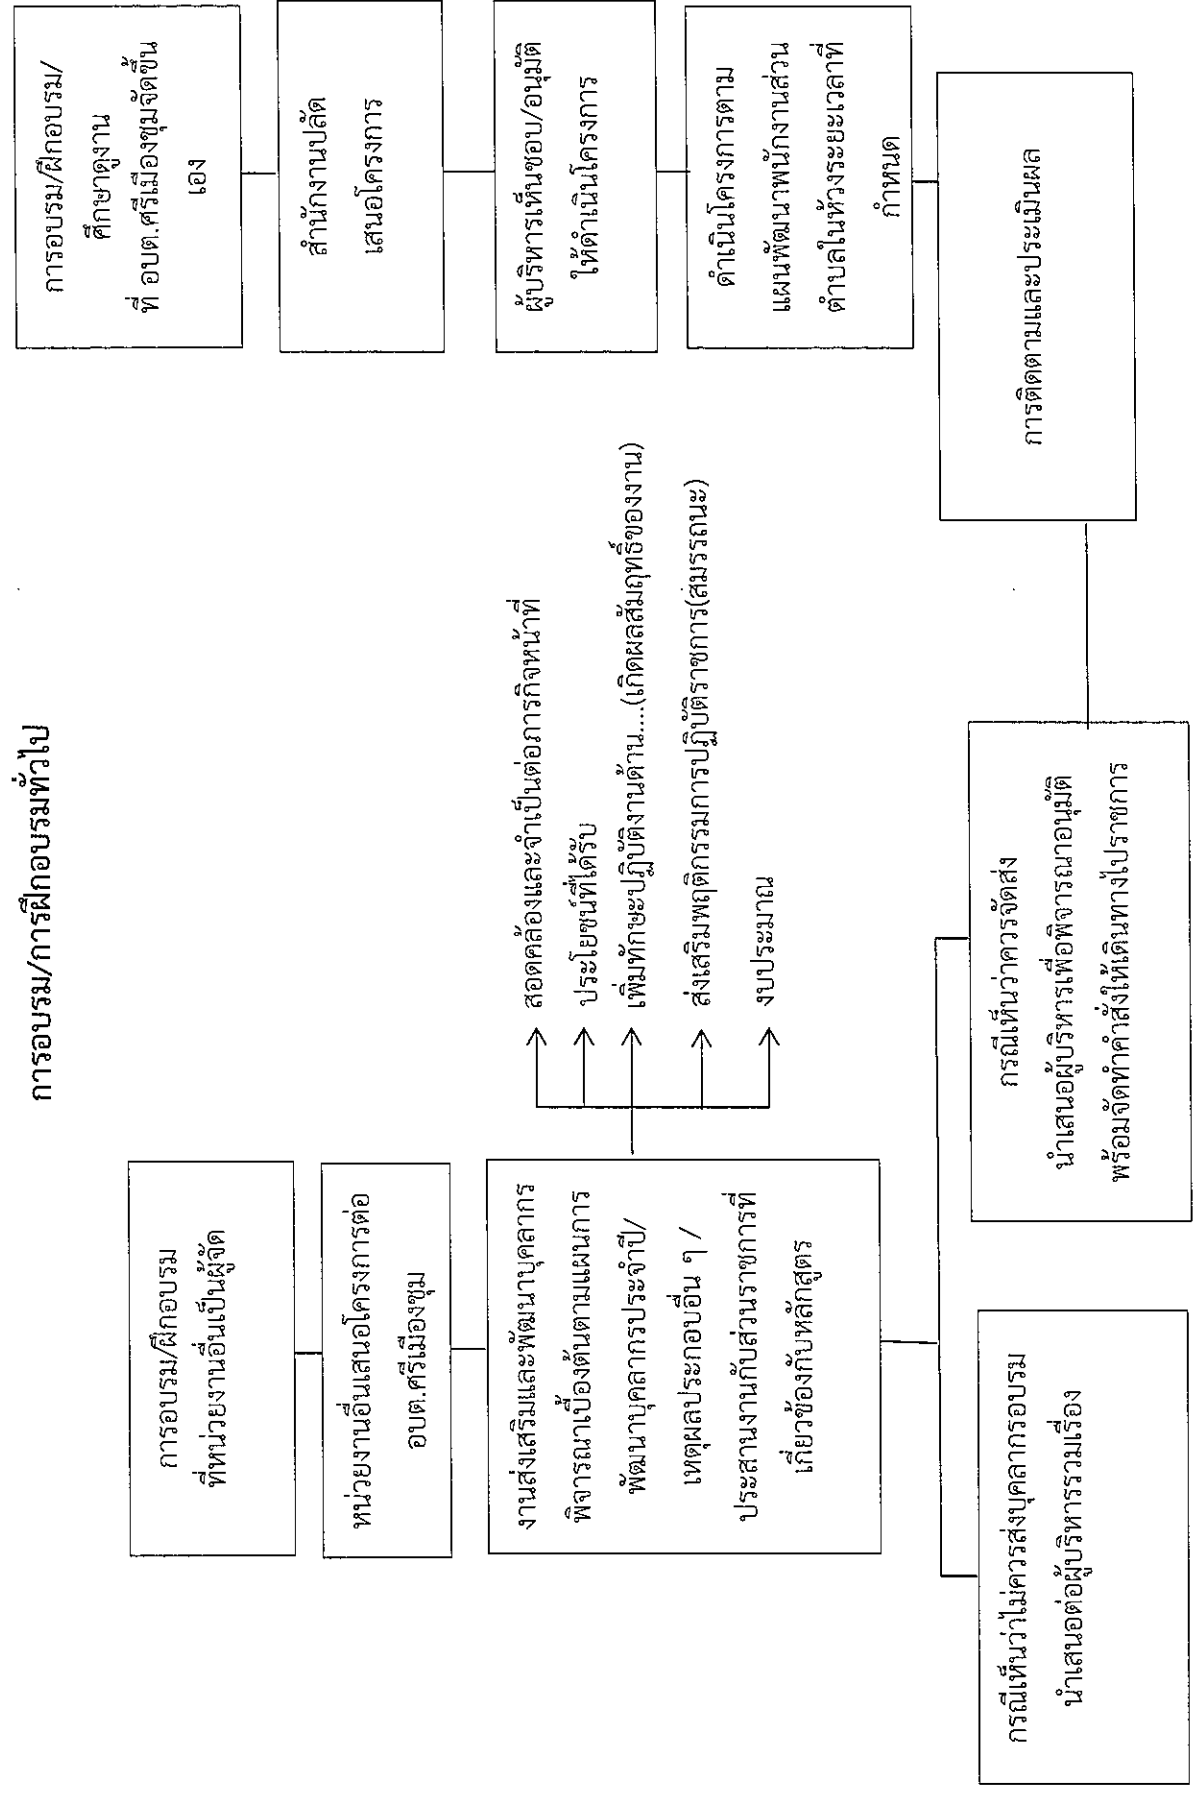 การอบรม/การฝึกอบรมทั่วไป
การอบรม/ฝึกอบรม
ที่หน่วยงานอื่นเป็นผู้จัด
หน่วยงานอื่นเสนอโครงการต่อ
อบต.ศรีเมืองชุม
งานส่งเสริมและพัฒนาบุคลากร
พิจารณาเบื้องต้นตามแผนการ
พัฒนาบุคลากรประจำปี/
เหตุผลประกอบอื่น ๆ /
ประสานงานกับส่วนราชการที่
เกี่ยวข้องกับหลักสูตร
สอดคล้องและจำเป็นต่อภารกิจหน้าที่
ประโยชน์ที่ได้รับ
เพิ่มทักษะปฏิบัติงานด้าน....(เกิดผลสัมฤทธิ์ของงาน)
ส่งเสริมพฤติกรรมการปฏิบัติราชการ(สมรรถนะ)
งบประมาณ
กรณีเห็นว่าไม่ควรส่งบุคลากรอบรม
นำเสนอต่อผู้บริหารรวมเรื่อง
กรณีเห็นว่าควรจัดส่ง
นำเสนอผู้บริหารเพื่อพิจารณาอนุมัติ
พร้อมจัดทำคำสั่งให้เดินทางไปราชการ
การอบรม/ฝึกอบรม/
ศึกษาดูงาน
ที่ อบต.ศรีเมืองชุมจัดขึ้น
เอง
สำนักงานปลัด
เสนอโครงการ
ผู้บริหารเห็นชอบ/อนุมัติ
ให้ดำเนินโครงการ
ดำเนินโครงการตาม
แผนพัฒนาพนักงานส่วน
ตำบลในห้วงระยะเวลาที่
กำหนด
การติดตามและประเมินผล